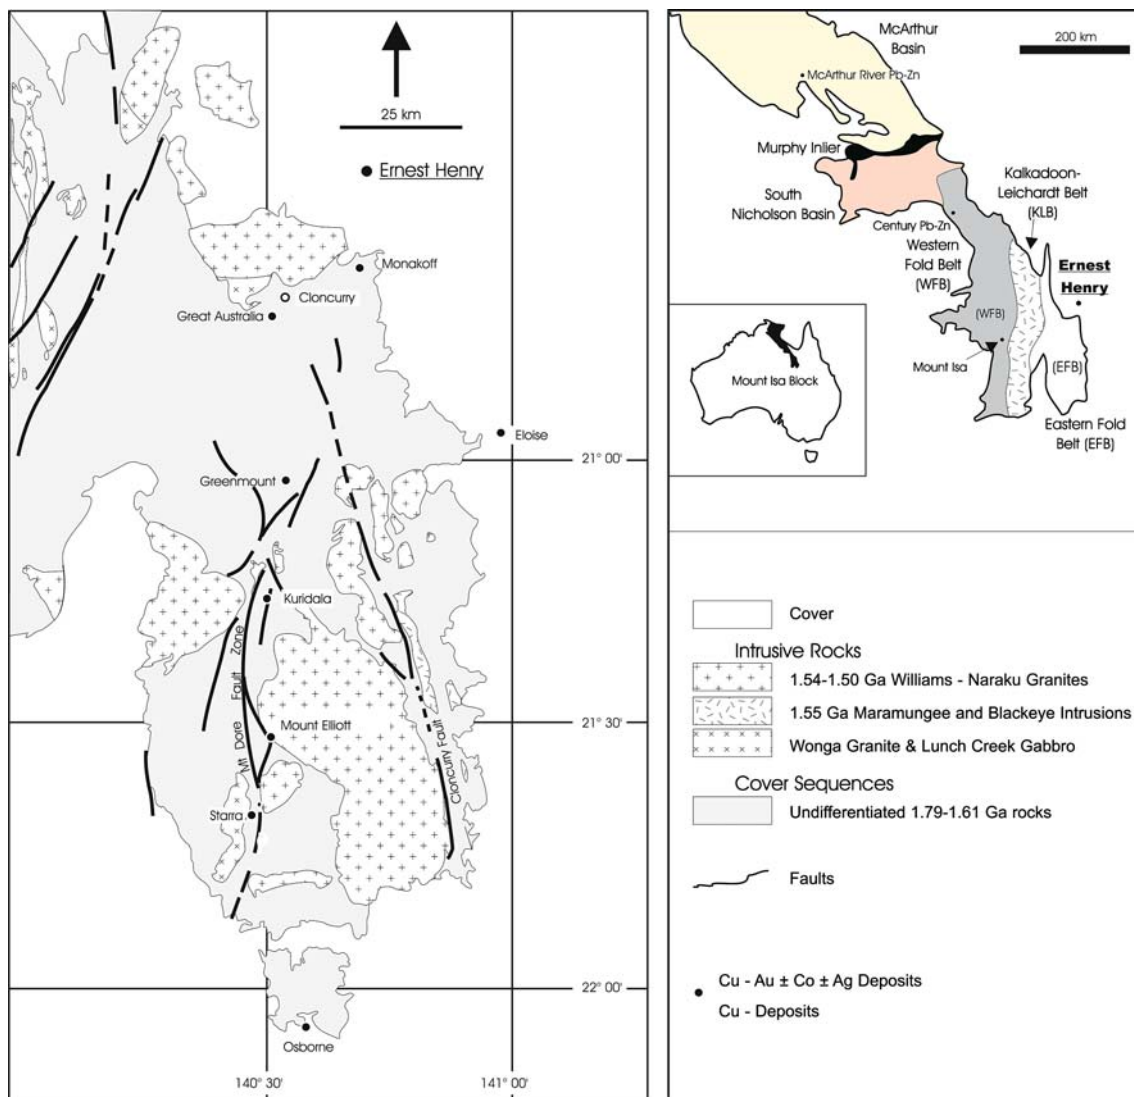 25 km
Ernest Henry
Monakoff
Cloncurry
Great Australia
Eloise
21° 00'
Greenmount
Kuridala
Mt Dore Fault Zone
21° 30'
Mount Elliott
Cloncurry Fault
Starra
22° 00'
Osborne
140° 30'
141° 00'
200 km
McArthur
Basin
McArthur River Pb-Zn
Murphy Inlier
Kalkadoon-
Leichardt Belt
(KLB)
South
Nicholson Basin
Century Pb-Zn
Western
Fold Belt
(WFB)
Ernest
Henry
(WFB)
Mount Isa
(EFB)
Eastern Fold
Belt (EFB)
Mount Isa Block
Cover
Intrusive Rocks
1.54-1.50 Ga Williams - Naraku Granites
1.55 Ga Maramungee and Blackeye Intrusions
Wonga Granite & Lunch Creek Gabbro
Cover Sequences
Undifferentiated 1.79-1.61 Ga rocks
Faults
Cu - Au ± Co ± Ag Deposits
Cu - Deposits